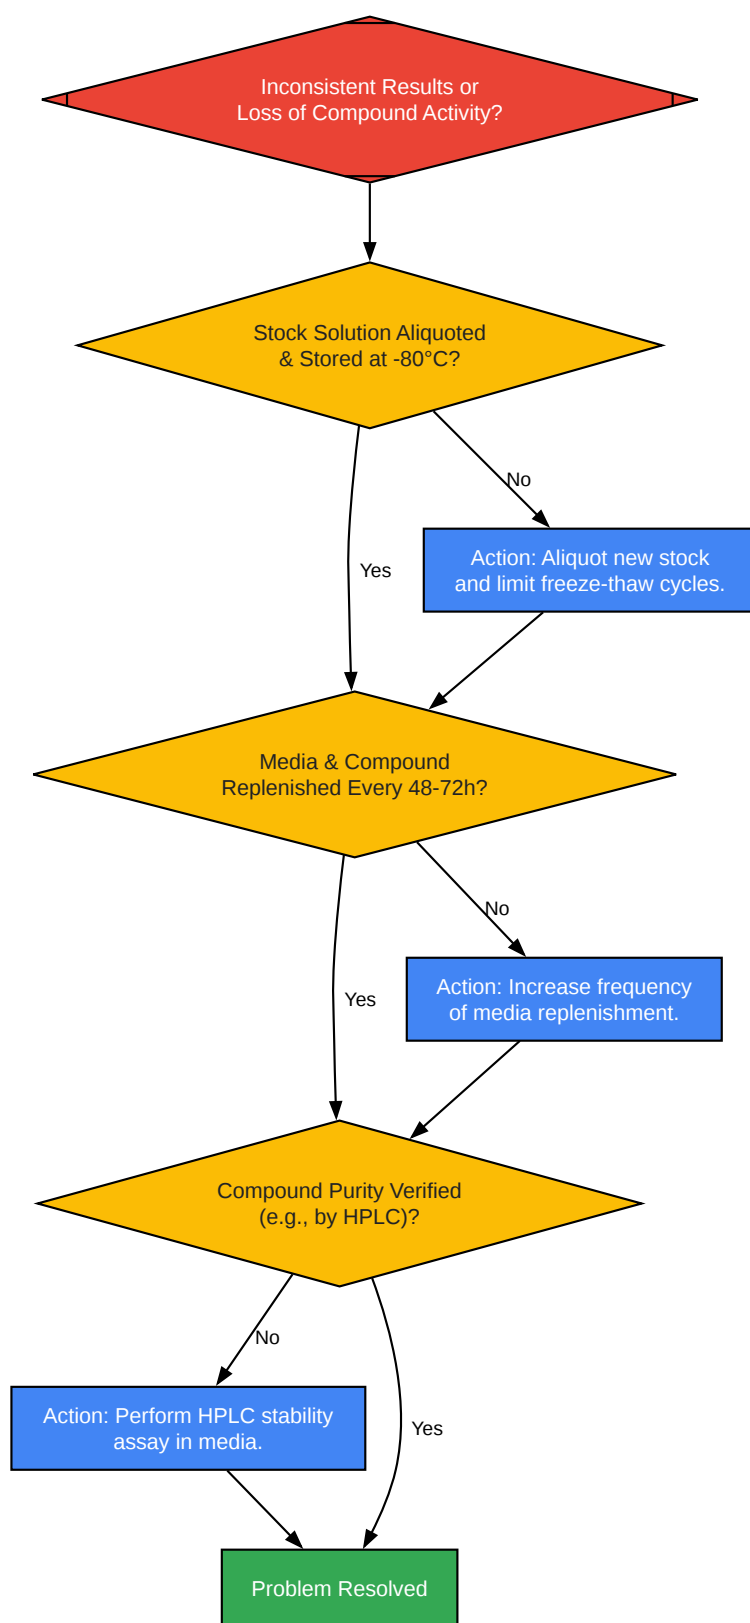 Inconsistent Results or
Loss of Compound Activity?
Stock Solution Aliquoted
& Stored at -80°C?
No
Action: Aliquot new stock
and limit freeze-thaw cycles.
Yes
Media & Compound
Replenished Every 48-72h?
No
Action: Increase frequency
of media replenishment.
Yes
Compound Purity Verified
(e.g., by HPLC)?
No
Action: Perform HPLC stability
assay in media.
Yes
Problem Resolved